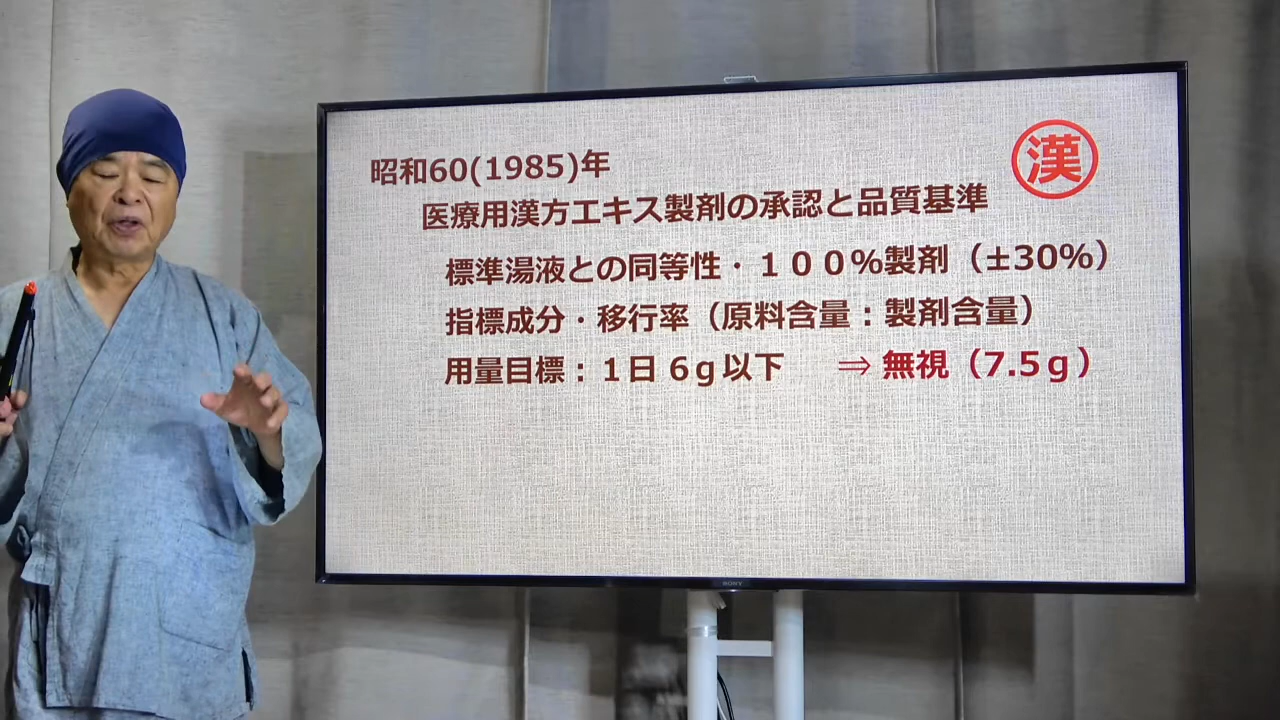 昭和60(1985)年
漢
医療用漢方エキス製剤の承認と品質基準
標準湯液との同等性・１００%製剤（±30%）
指標成分・移行率（原料含量：製剤含量）
用量目標：１日６g以下　⇒ 無視（7.5ｇ）
SONY